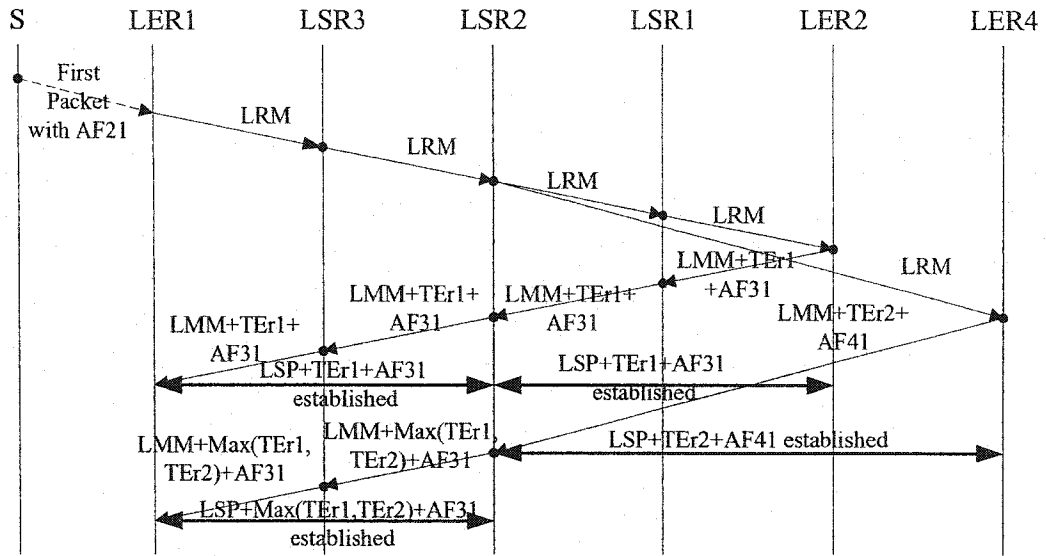 S LER1 LSR3 LSR2 LSR1 LER2 LER4
First
Packet
with AF21
LRM
LRM
LRM
LRM
LRM
LMM+TEr1
+AF31
LMM+TEr1+
AF31
LMM+TEr1+
AF31
LMM+TEr1+
AF31
LMM+TEr2+
AF41
LSP+TEr1+AF31
established
LSP+TEr1+AF31
established
LMM+Max(TEr1,
TEr2)+AF31
LMM+Max(TEr1,
TEr2)+AF31
LSP+TEr2+AF41 established
LSP+Max(TEr1,TEr2)+AF31
established